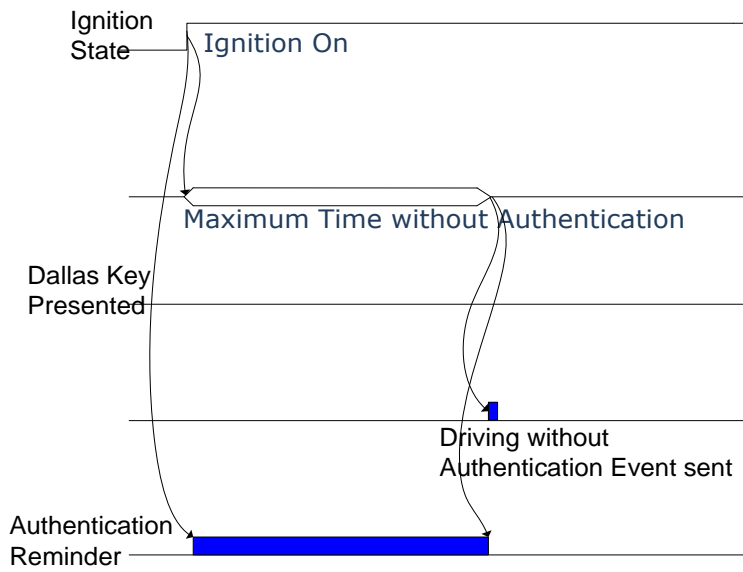 Ignition
State
Ignition On
Maximum Time without Authentication
Dallas Key
Presented
Driving without
Authentication Event sent
Authentication
Reminder